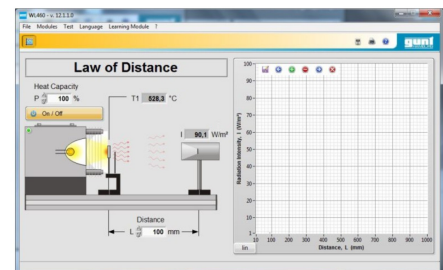 WL460 - v. 12.1.1.0
File Modules Test Language Learning Module ?
gunt
Law of Distance
Heat Capacity
P 100 %
On / Off
T1 526,3 °C
I 90,1 W/m²
Distance
L 100 mm
Radiation Intensity, I (W/m²)
100
90
80
70
60
50
40
30
20
10
1
10 100 200 300 400 500 600 700 800 900 1000
lin
Distance, L (mm)